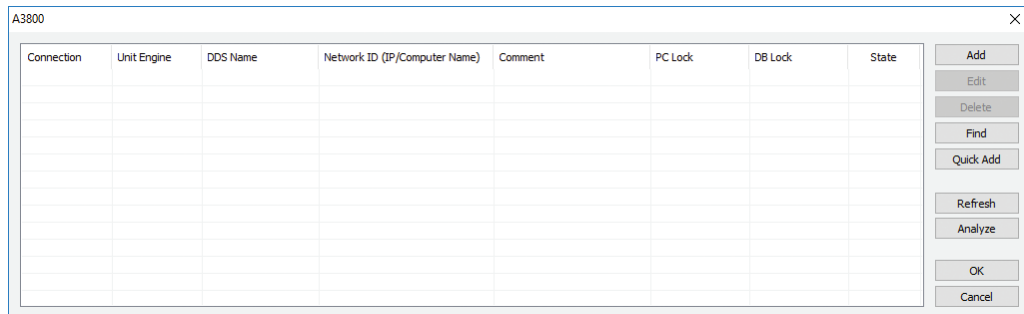 A3800
Connection Unit Engine DDS Name Network ID (IP/Computer Name) Comment PC Lock DB Lock State
Add
Edit
Delete
Find
Quick Add
Refresh
Analyze
OK
Cancel